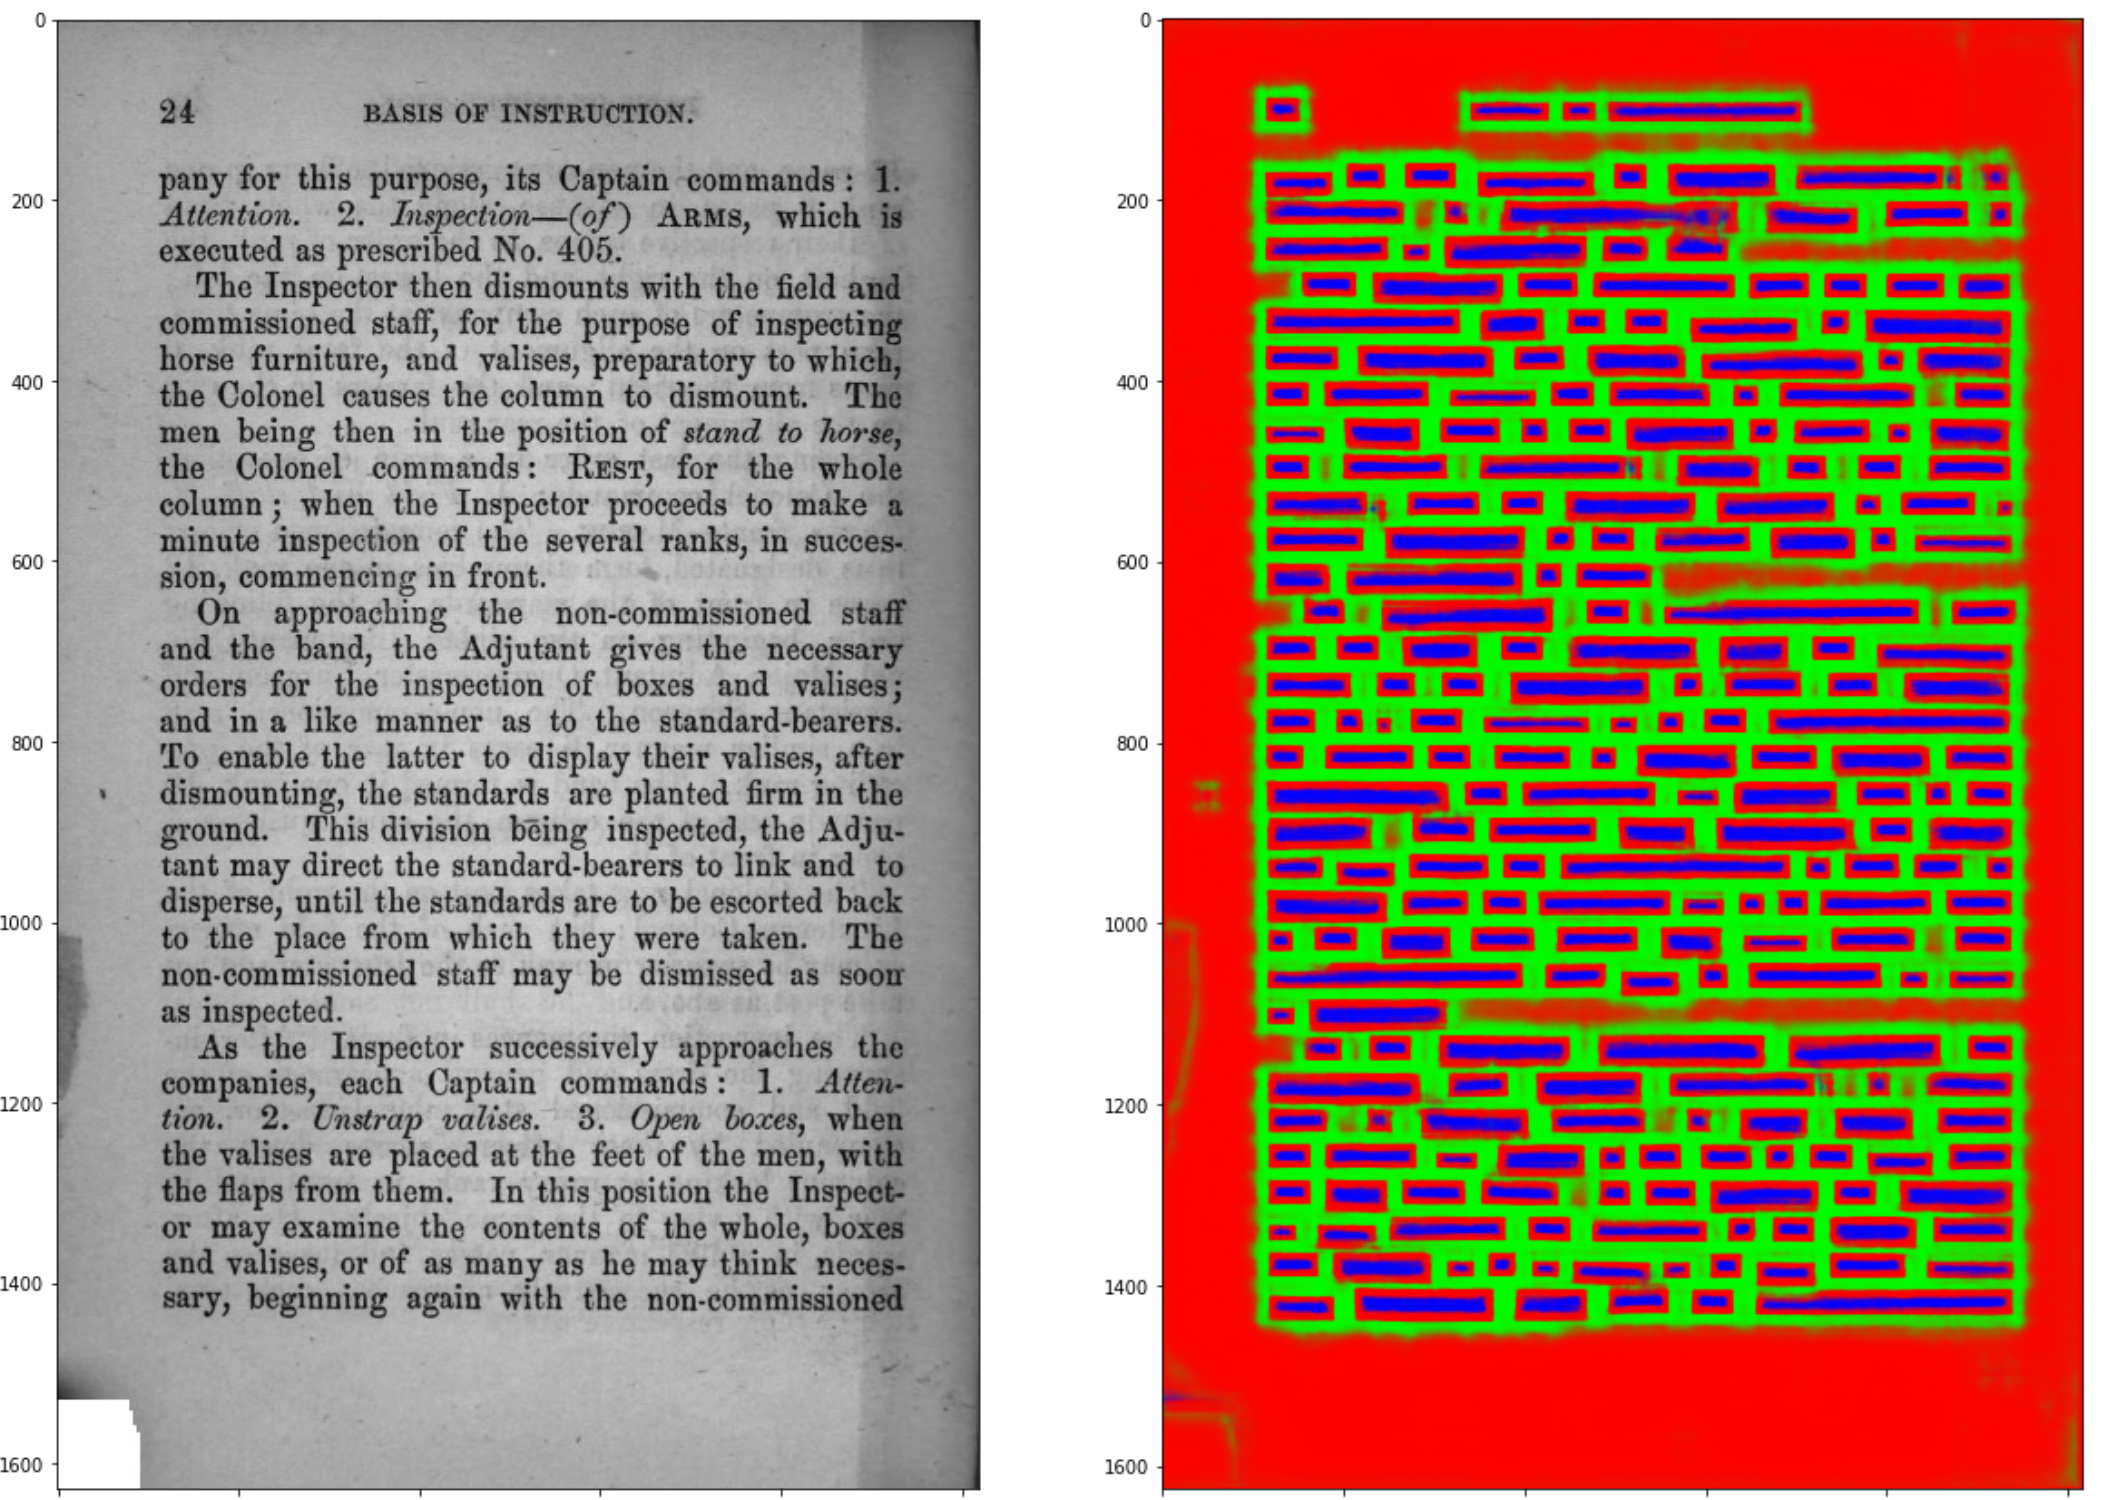 0
200
400
600
800
1000
1200
1400
1600
24 BASIS OF INSTRUCTION.
pany for this purpose, its Captain commands : 1.
Attention. 2. Inspection—(of) ARMS, which is
executed as prescribed No. 405.
The Inspector then dismounts with the field and
commissioned staff, for the purpose of inspecting
horse furniture, and valises, preparatory to which,
the Colonel causes the column to dismount. The
men being then in the position of stand to horse,
the Colonel commands : REST, for the whole
column ; when the Inspector proceeds to make a
minute inspection of the several ranks, in succes-
sion, commencing in front.
On approaching the non-commissioned staff
and the band, the Adjutant gives the necessary
orders for the inspection of boxes and valises;
and in a like manner as to the standard-bearers.
To enable the latter to display their valises, after
dismounting, the standards are planted firm in the
ground. This division being inspected, the Adju-
tant may direct the standard-bearers to link and to
disperse, until the standards are to be escorted back
to the place from which they were taken. The
non-commissioned staff may be dismissed as soon
as inspected.
As the Inspector successively approaches the
companies, each Captain commands : 1. Atten-
tion. 2. Unstrap valises. 3. Open boxes, when
the valises are placed at the feet of the men, with
the flaps from them. In this position the Inspect-
or may examine the contents of the whole, boxes
and valises, or of as many as he may think neces-
sary, beginning again with the non-commissioned
0
200
400
600
800
1000
1200
1400
1600